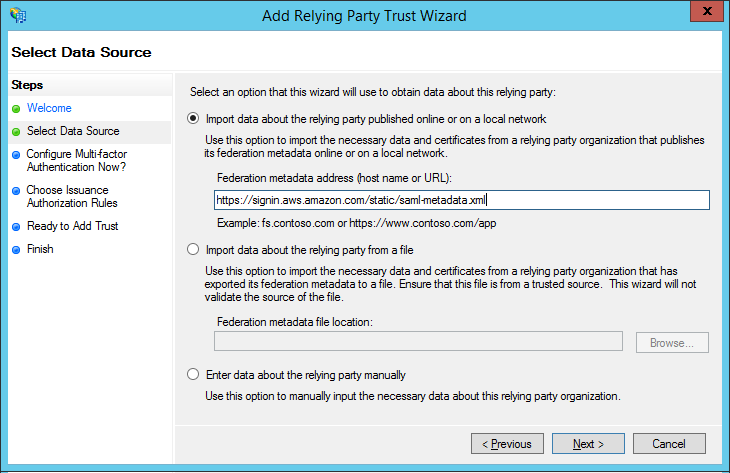 Add Relying Party Trust Wizard
X
Select Data Source
Steps
Welcome
Select Data Source
Configure Multi-factor
Authentication Now?
Choose Issuance
Authorization Rules
Ready to Add Trust
Finish
Select an option that this wizard will use to obtain data about this relying party:
Import data about the relying party published online or on a local network
Use this option to import the necessary data and certificates from a relying party organization that publishes
its federation metadata online or on a local network.
Federation metadata address (host name or URL):
https://signin.aws.amazon.com/static/saml-metadata.xml
Example: fs.contoso.com or https://www.contoso.com/app
Import data about the relying party from a file
Use this option to import the necessary data and certificates from a relying party organization that has
exported its federation metadata to a file. Ensure that this file is from a trusted source.  This wizard will not
validate the source of the file.
Federation metadata file location:
Browse...
Enter data about the relying party manually
Use this option to manually input the necessary data about this relying party organization.
< Previous
Next >
Cancel